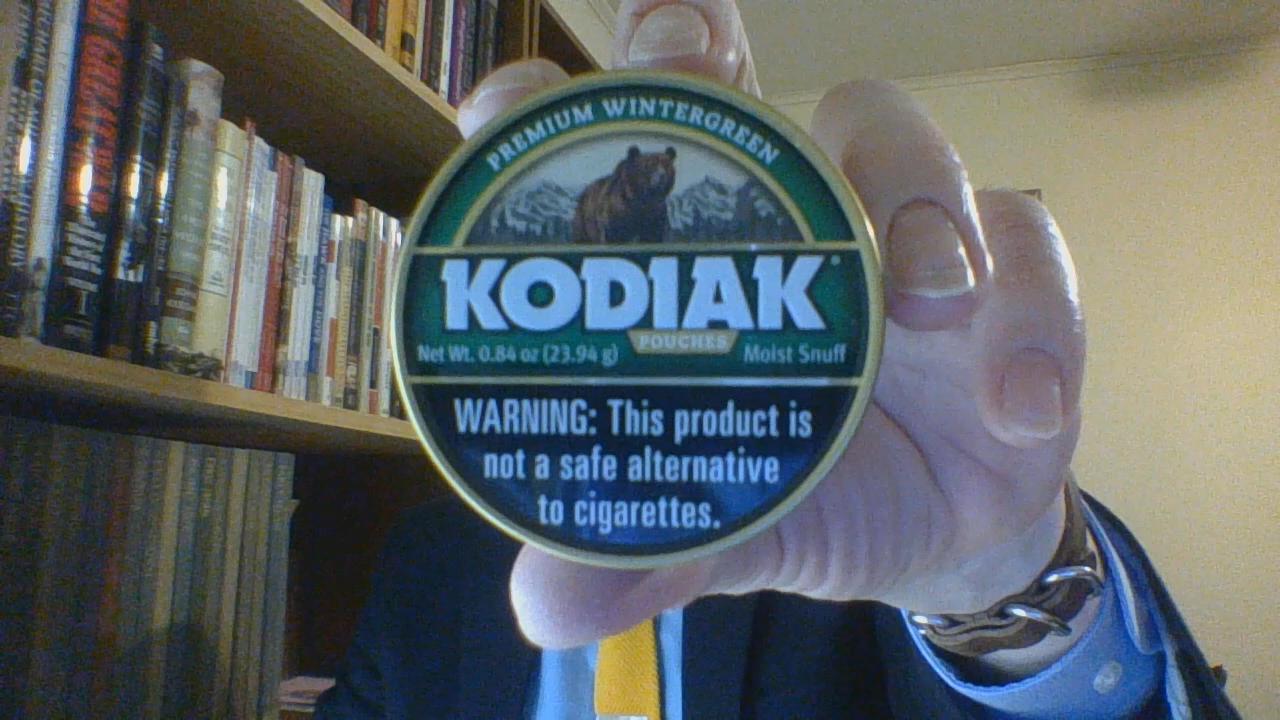 PREMIUM WINTERGREEN
KODIAK
POUCHES
Net Wt. 0.84 oz (23.94 g)
Moist Snuff
WARNING: This product is
not a safe alternative
to cigarettes.